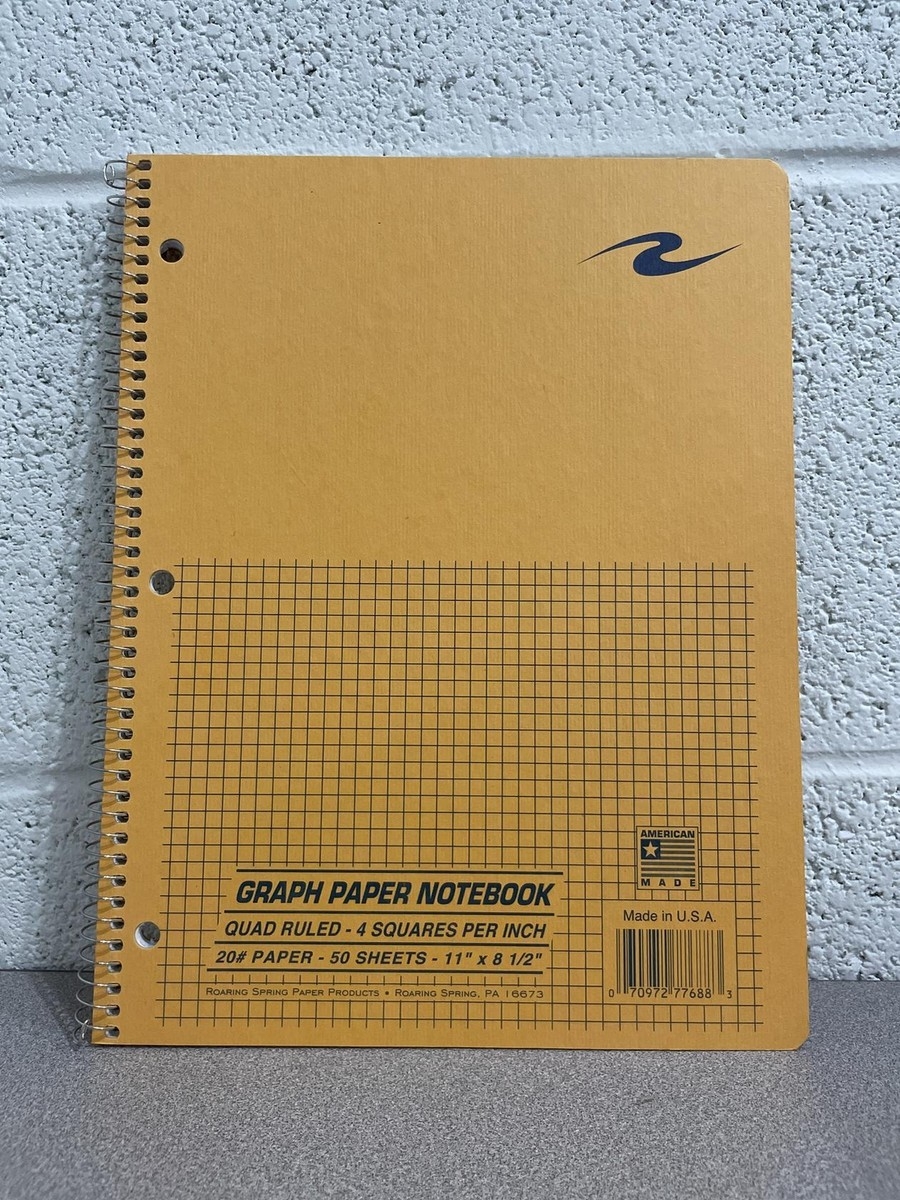 AMERICAN
MADE
GRAPH PAPER NOTEBOOK
QUAD RULED - 4 SQUARES PER INCH
20# PAPER - 50 SHEETS - 11" x 8 1/2"
ROARING SPRING PAPER PRODUCTS • ROARING SPRING, PA 16673
Made in U.S.A.
0 70972 77688 3